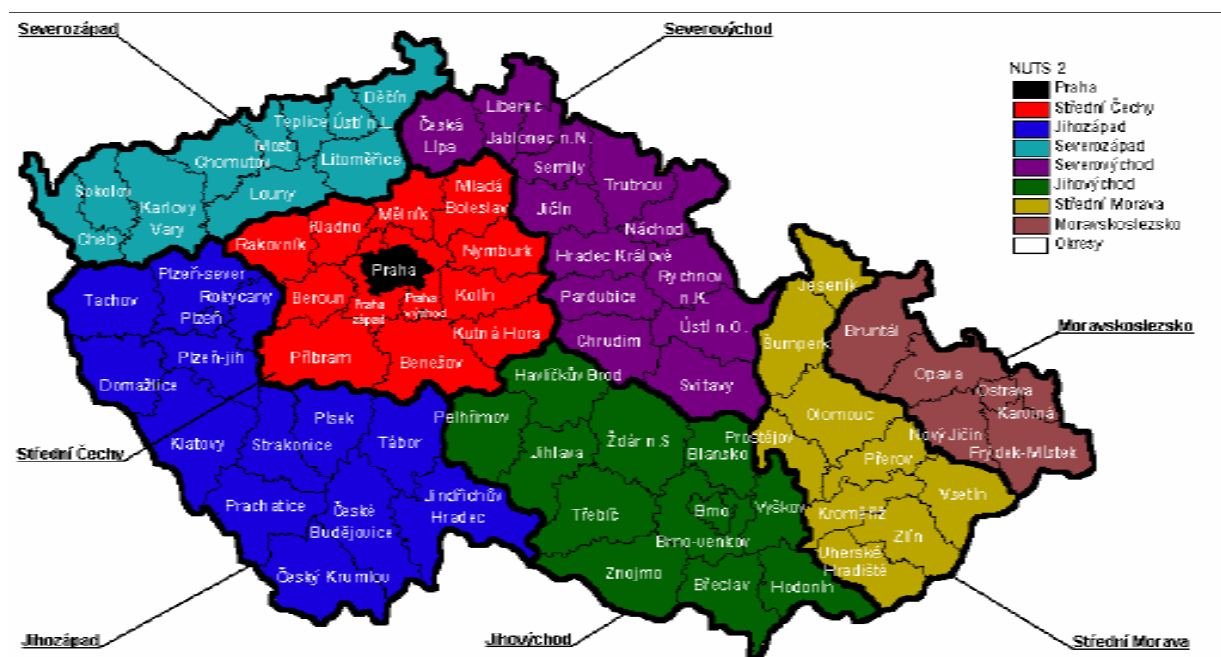 Severozápad
Severovýchod
NUTS 2
Praha
Střední Čechy
Jihozápad
Severozápad
Severovýchod
Jihovýchod
Střední Morava
Moravskoslezsko
Okresy
Děčín
Teplice
Ústí n.L.
Most
Chomutov
Litoměřice
Louny
Sokolov
Karlovy
Vary
Cheb
Liberec
Česká
Lípa
Jablonec n.N.
Semily
Trutnov
Jičín
Náchod
Hradec Králové
Rychnov
n.K.
Pardubice
Ústí n.O.
Chrudim
Svitavy
Mladá
Boleslav
Mělník
Kladno
Rakovník
Nymburk
Praha
Beroun
Praha
západ
Praha
východ
Kolín
Kutná Hora
Příbram
Benešov
Plzeň-sever
Tachov
Rokycany
Plzeň
Plzeň-jih
Domažlice
Klatovy
Písek
Strakonice
Tábor
Prachatice
České
Budějovice
Jindřichův
Hradec
Český Krumlov
Havlíčkův Brod
Pelhřimov
Jihlava
Žďár n.S
Blansko
Třebíč
Brno
Vyškov
Brno-venkov
Znojmo
Břeclav
Hodonín
Jeseník
Šumperk
Olomouc
Prostějov
Přerov
Kroměříž
Vsetín
Zlín
Uherské
Hradiště
Bruntál
Opava
Ostrava
Karviná
Nový Jičín
Frýdek-Místek
Moravskoslezsko
Střední Čechy
Jihozápad
Jihovýchod
Střední Morava